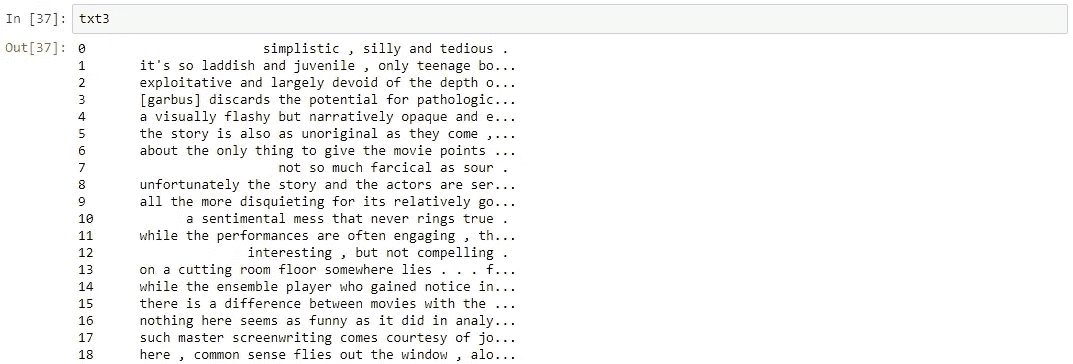 In [37]: txt3
Out[37]: 0 simplistic , silly and tedious .
1 it's so laddish and juvenile , only teenage bo...
2 exploitative and largely devoid of the depth o...
3 [garbus] discards the potential for pathologic...
4 a visually flashy but narratively opaque and e...
5 the story is also as unoriginal as they come ,...
6 about the only thing to give the movie points ...
7 not so much farcical as sour .
8 unfortunately the story and the actors are ser...
9 all the more disquieting for its relatively go...
10 a sentimental mess that never rings true .
11 while the performances are often engaging , th...
12 interesting , but not compelling .
13 on a cutting room floor somewhere lies . . . f...
14 while the ensemble player who gained notice in...
15 there is a difference between movies with the ...
16 nothing here seems as funny as it did in analy...
17 such master screenwriting comes courtesy of jo...
18 here , common sense flies out the window , alo...